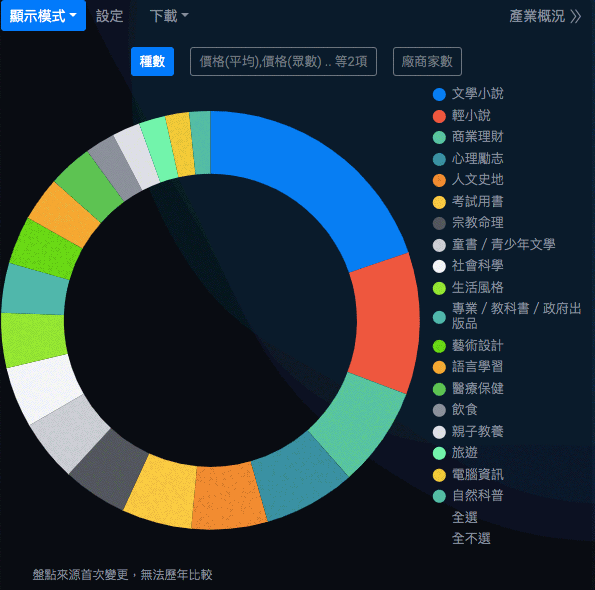 顯示模式 設定 下載 產業概況
種數 價格(平均),價格(眾數) .. 等2項 廠商家數
文學小說
輕小說
商業理財
心理勵志
人文史地
考試用書
宗教命理
童書 / 青少年文學
社會科學
生活風格
專業 / 教科書 / 政府出
版品
藝術設計
語言學習
醫療保健
飲食
親子教養
旅遊
電腦資訊
自然科普
全選
全不選
盤點來源首次變更，無法歷年比較